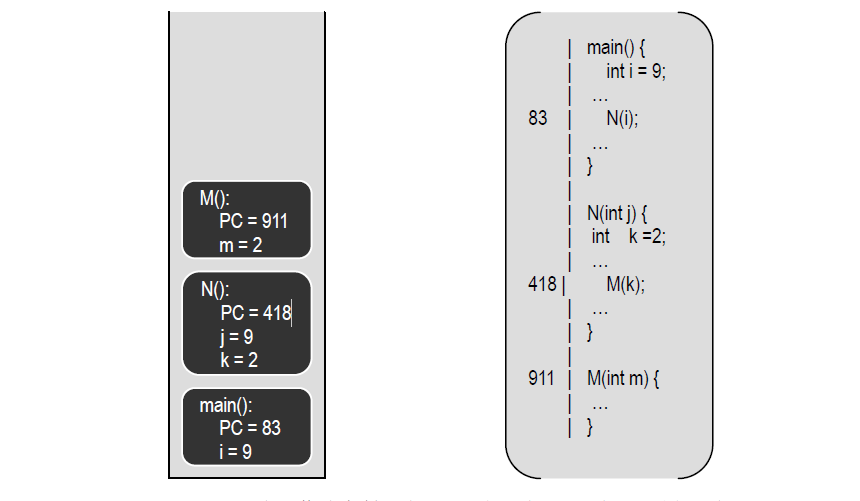 M():
PC = 911
m = 2
N():
PC = 418
j = 9
k = 2
main():
PC = 83
i = 9
| main() {
| int i = 9;
| ...
83 | N(i);
| ...
| }
|
| N(int j) {
| int k =2;
| ...
418 | M(k);
| ...
| }
|
911 | M(int m) {
| ...
| }